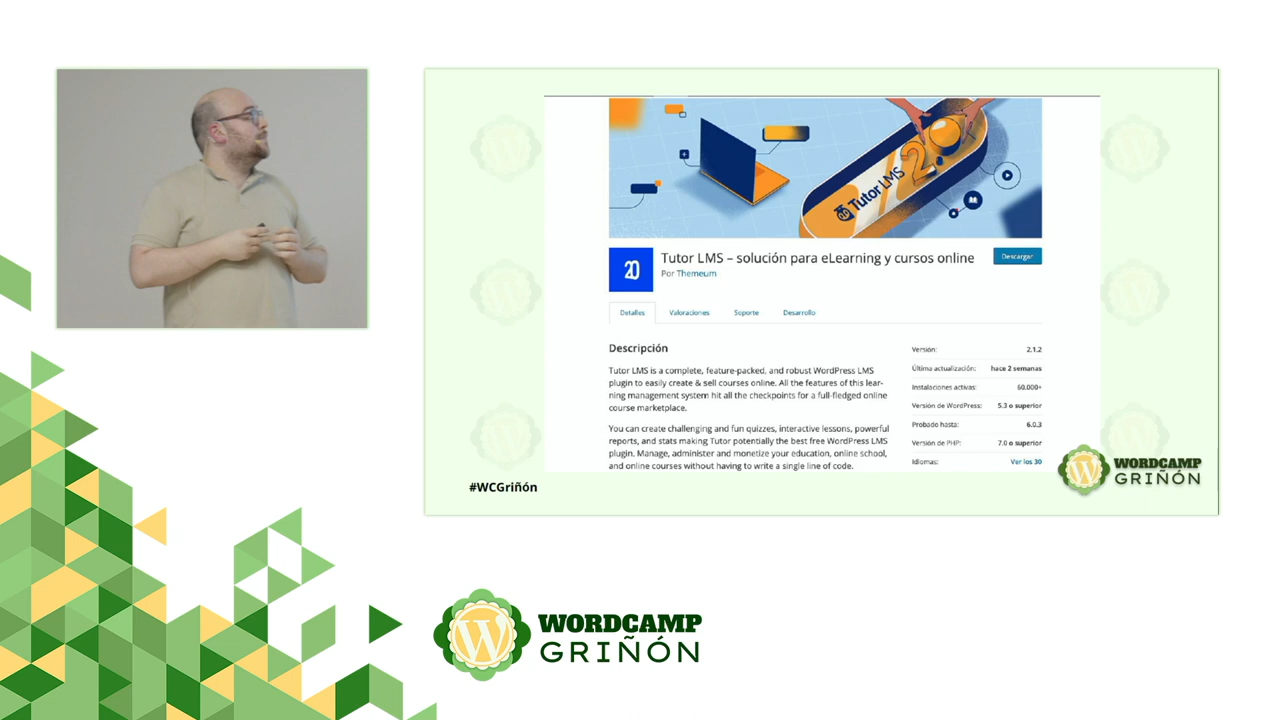 Tutor LMS 2.0
20
Tutor LMS – solución para eLearning y cursos online
Por Themeum
Descargar
Detalles
Valoraciones
Soporte
Desarrollo
Descripción
Tutor LMS is a complete, feature-packed, and robust WordPress LMS
plugin to easily create & sell courses online. All the features of this lear-
ning management system hit all the checkpoints for a full-fledged online
course marketplace.
You can create challenging and fun quizzes, interactive lessons, powerful
reports, and stats making Tutor potentially the best free WordPress LMS
plugin. Manage, administer and monetize your education, online school,
and online courses without having to write a single line of code.
Versión: 2.1.2
Última actualización: hace 2 semanas
Instalaciones activas: 60.000+
Versión de WordPress: 5.3 o superior
Probado hasta: 6.0.3
Versión de PHP: 7.0 o superior
Idiomas: Ver los 30
#WCGriñón
WORDCAMP
GRIÑÓN
WORDCAMP
GRIÑÓN